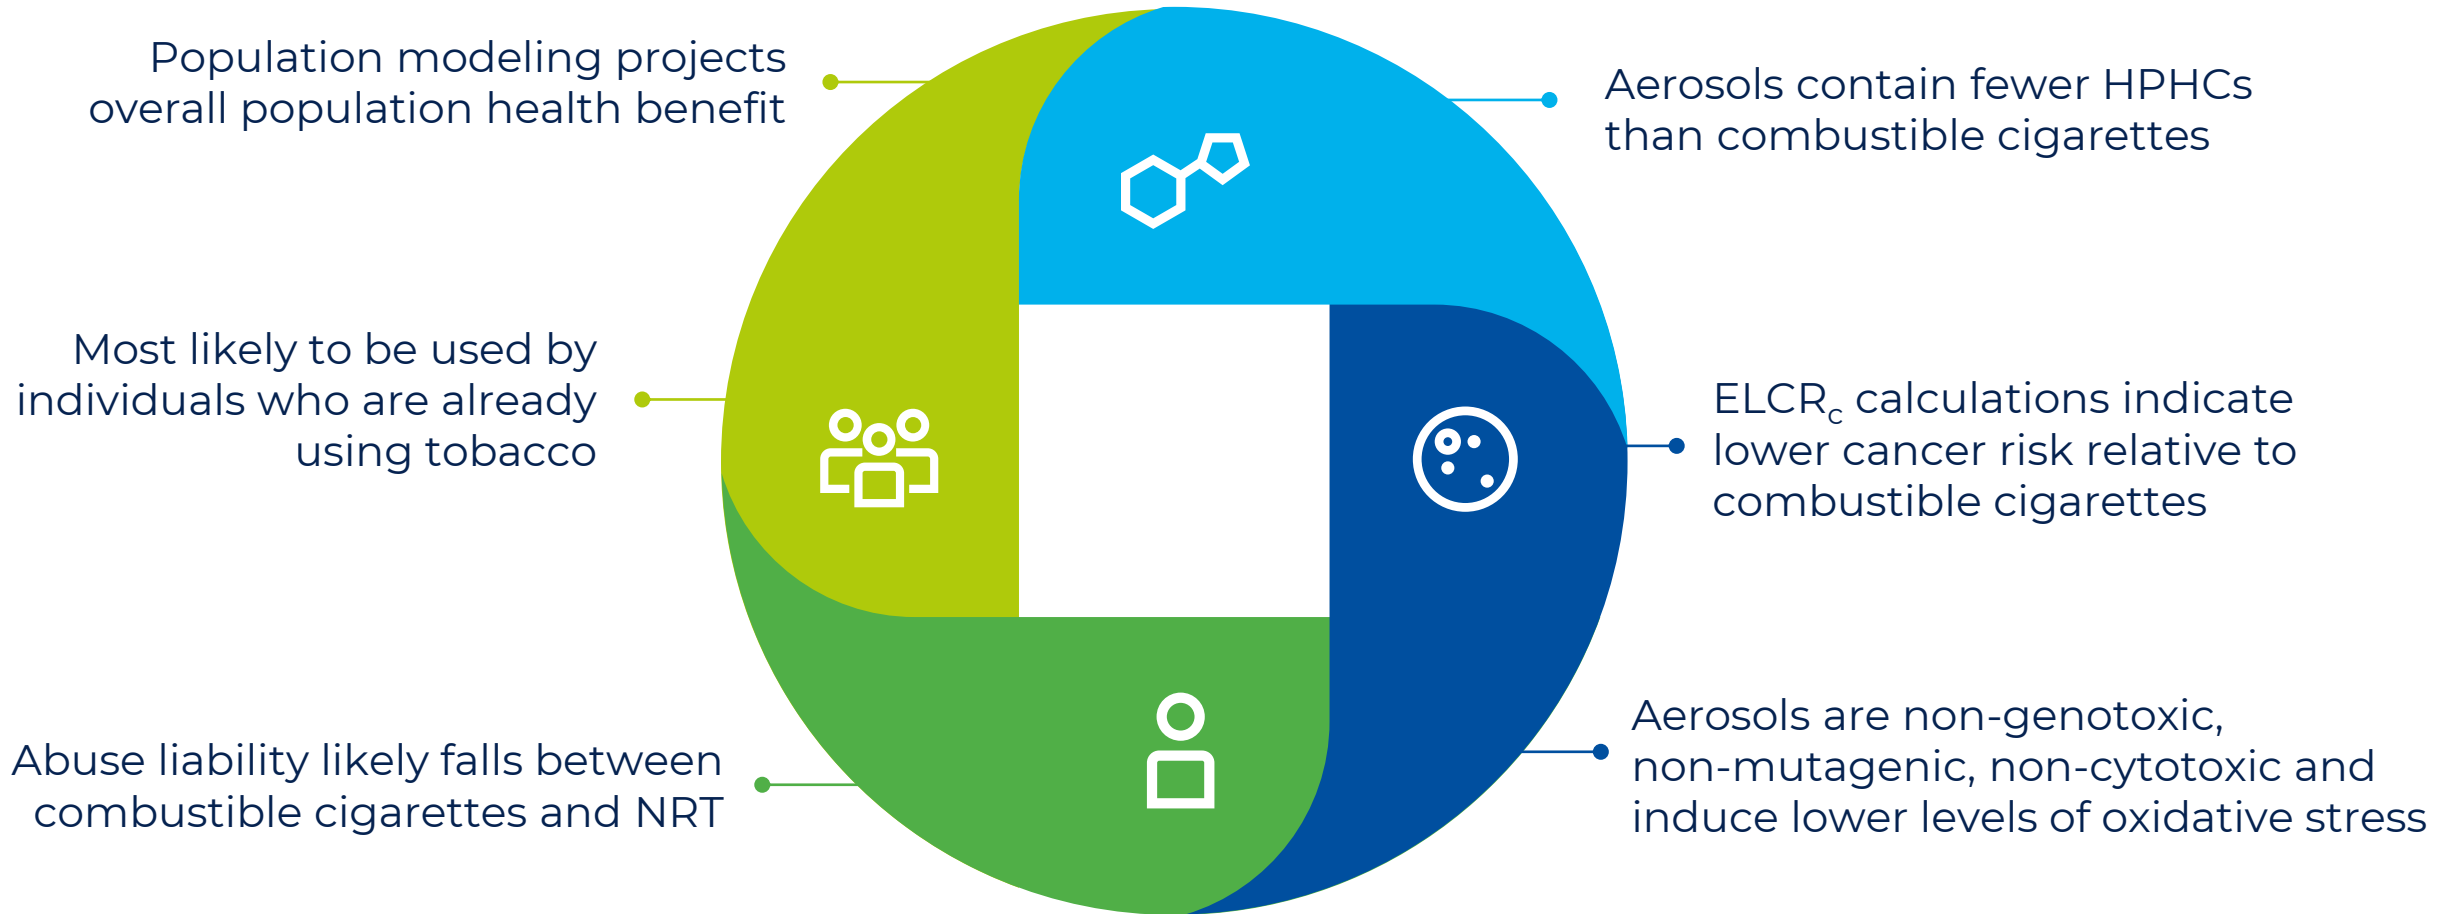 Population modeling projects
overall population health benefit
Aerosols contain fewer HPHCs
than combustible cigarettes
Most likely to be used by
individuals who are already
using tobacco
ELCRc calculations indicate
lower cancer risk relative to
combustible cigarettes
Abuse liability likely falls between
combustible cigarettes and NRT
Aerosols are non-genotoxic,
non-mutagenic, non-cytotoxic and
induce lower levels of oxidative stress